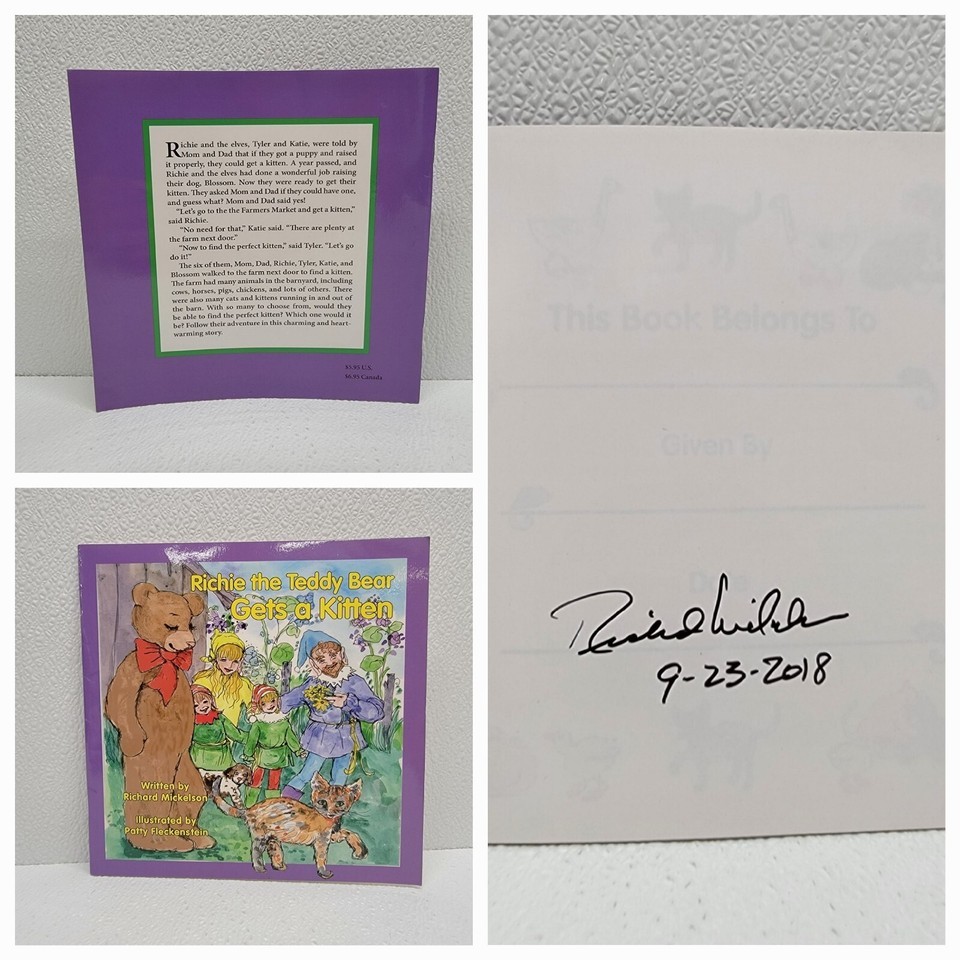 Richie and the elves, Tyler and Katie, were told by
Mom and Dad that if they got a puppy and raised
it properly, they could get a kitten. A year passed, and
Richie and the elves had done a wonderful job raising
their dog, Blossom. Now they were ready to get their
kitten. They asked Mom and Dad if they could have one,
and guess what? Mom and Dad said yes!
"Let's go to the the Farmers Market and get a kitten,"
said Richie.
"No need for that," Katie said. "There are plenty at
the farm next door."
"Now to find the perfect kitten," said Tyler. "Let's go
do it!"
The six of them, Mom, Dad, Richie, Tyler, Katie, and
Blossom walked to the farm next door to find a kitten.
The farm had many animals in the barnyard, including
cows, horses, pigs, chickens, and lots of others. There
were also many cats and kittens running in and out of
the barn. With so many to choose from, would they
be able to find the perfect kitten? Which one would it
be? Follow their adventure in this charming and heart-
warming story.
$5.95 U.S.
$6.95 Canada
Richie the Teddy Bear
Gets a Kitten
Written by
Richard Mickelson
Illustrated by
Patty Fleckenstein
This Book Belongs To
Given By
Date
9-23-2018